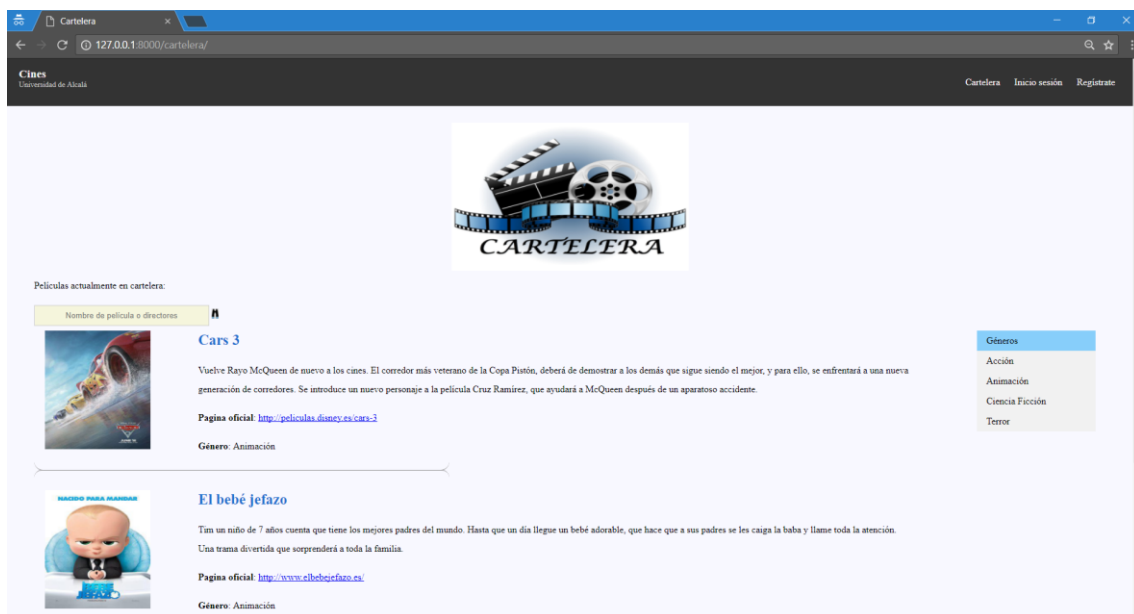 Cartelera
127.0.0.1:8000/cartelera/
Cines
Universidad de Alcalá
Cartelera Inicio sesión Regístrate
CARTELERA
Películas actualmente en cartelera:
Nombre de película o directores
Cars 3
Vuelve Rayo McQueen de nuevo a los cines. El corredor más veterano de la Copa Pistón, deberá de demostrar a los demás que sigue siendo el mejor, y para ello, se enfrentará a una nueva
generación de corredores. Se introduce un nuevo personaje a la película Cruz Ramírez, que ayudará a McQueen después de un aparatoso accidente.
Pagina oficial: http://peliculas.disney.es/cars-3
Género: Animación
Géneros
Acción
Animación
Ciencia Ficción
Terror
NACIDO PARA MANDAR
EL BEBÉ JEFAZO
El bebé jefazo
Tim un niño de 7 años cuenta que tiene los mejores padres del mundo. Hasta que un día llegue un bebé adorable, que hace que a sus padres se les caiga la baba y llame toda la atención.
Una trama divertida que sorprenderá a toda la familia.
Pagina oficial: http://www.elbebejefazo.es/
Género: Animación